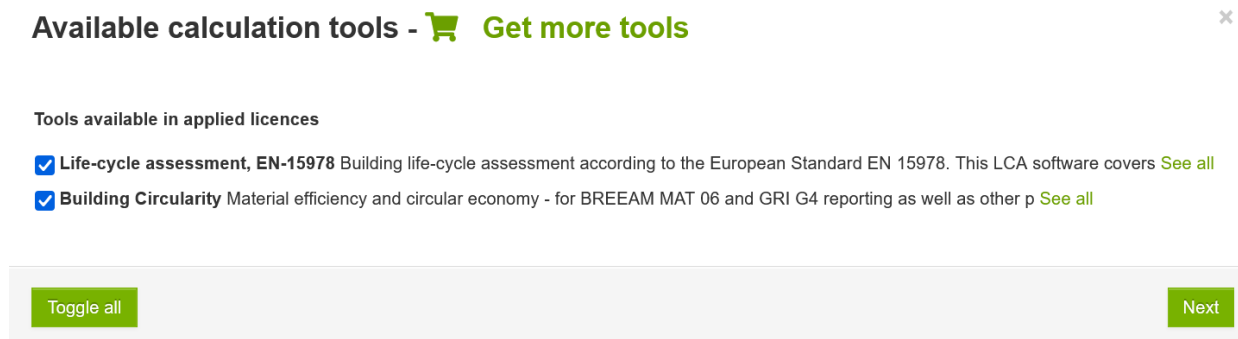 Available calculation tools - Get more tools
×
Tools available in applied licences
Life-cycle assessment, EN-15978 Building life-cycle assessment according to the European Standard EN 15978. This LCA software covers See all
Building Circularity Material efficiency and circular economy - for BREEAM MAT 06 and GRI G4 reporting as well as other p See all
Toggle all
Next